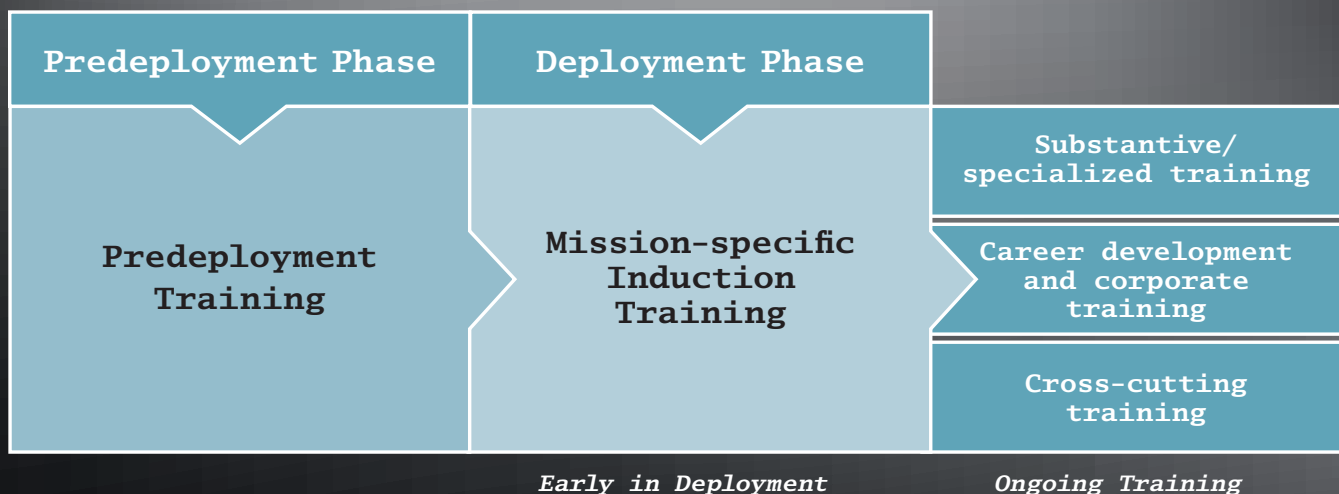 Predeployment Phase
Deployment Phase
Predeployment
Training
Mission-specific
Induction
Training
Substantive/
specialized training
Career development
and corporate
training
Cross-cutting
training
Early in Deployment
Ongoing Training